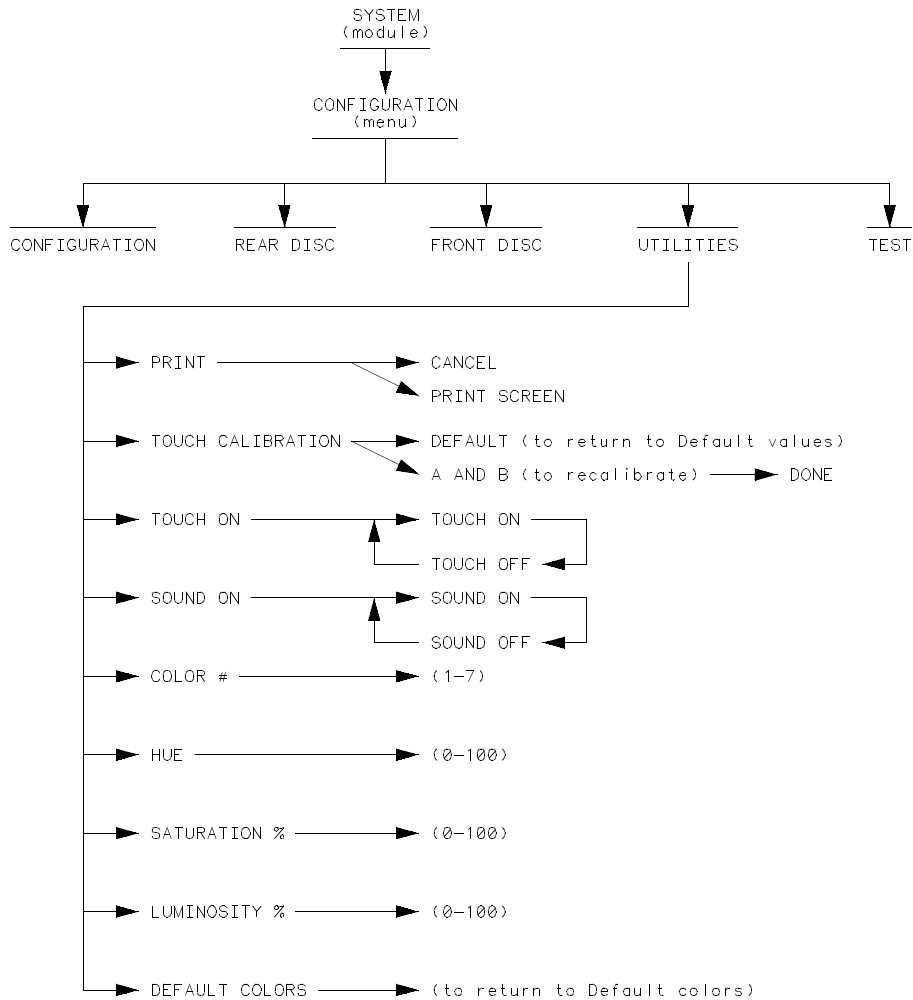 SYSTEM
(module)
CONFIGURATION
(menu)
CONFIGURATION REAR DISC FRONT DISC UTILITIES TEST
PRINT CANCEL
PRINT SCREEN
TOUCH CALIBRATION DEFAULT (to return to Default values)
A AND B (to recalibrate) DONE
TOUCH ON TOUCH ON
TOUCH OFF
SOUND ON SOUND ON
SOUND OFF
COLOR # (1-7)
HUE (0-100)
SATURATION % (0-100)
LUMINOSITY % (0-100)
DEFAULT COLORS (to return to Default colors)